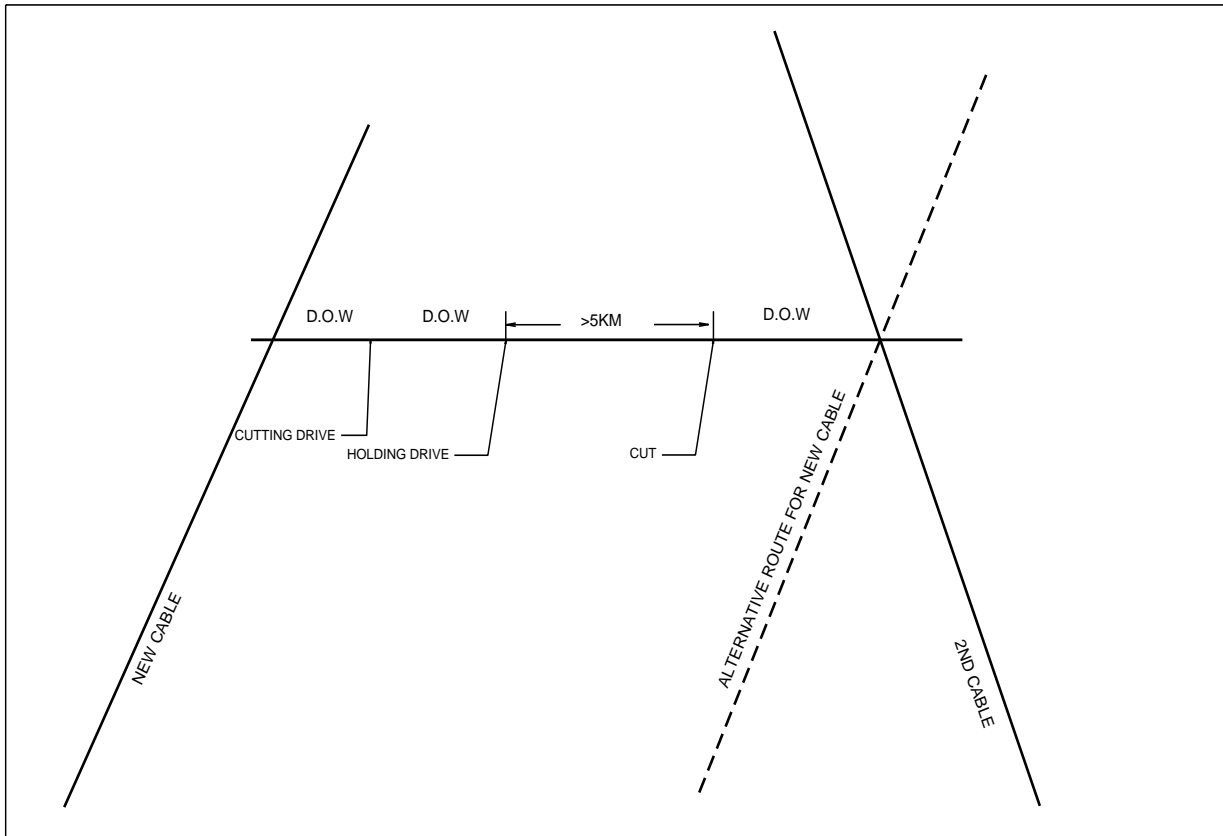 D.O.W
D.O.W
>5KM
D.O.W
CUTTING DRIVE
HOLDING DRIVE
CUT
NEW CABLE
ALTERNATIVE ROUTE FOR NEW CABLE
2ND CABLE